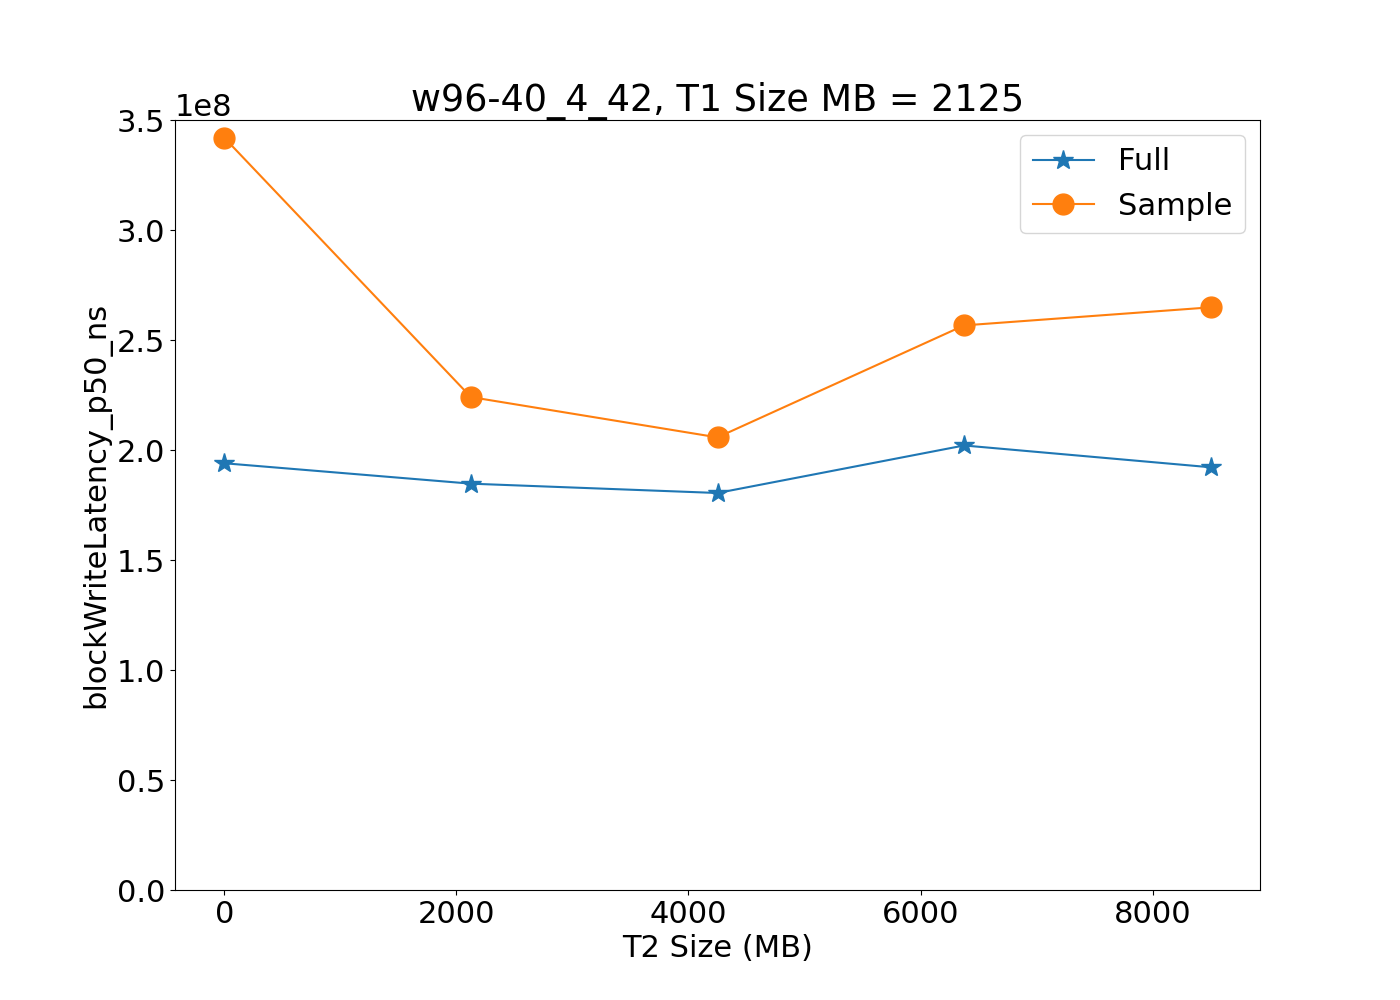 w96-40_4_42, T1 Size MB = 2125
1e8
3.5
3.0
2.5
2.0
1.5
1.0
0.5
0.0
blockWriteLatency_p50_ns
Full
Sample
0 2000 4000 6000 8000
T2 Size (MB)